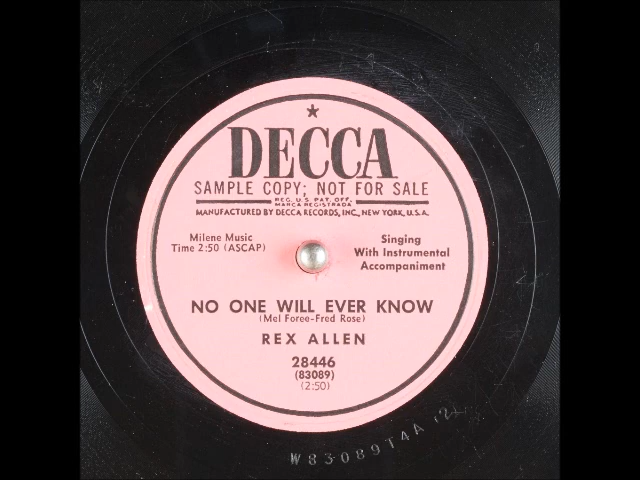 ★
DECCA
SAMPLE COPY; NOT FOR SALE
REG. U.S. PAT. OFF.
MARCA REGISTRADA
MANUFACTURED BY DECCA RECORDS, INC., NEW YORK, U.S.A.
Milene Music
Time 2:50 (ASCAP)
Singing
With Instrumental
Accompaniment
NO ONE WILL EVER KNOW
(Mel Foree-Fred Rose)
REX ALLEN
28446
(83089)
(2:50)
W83089T4A (2)